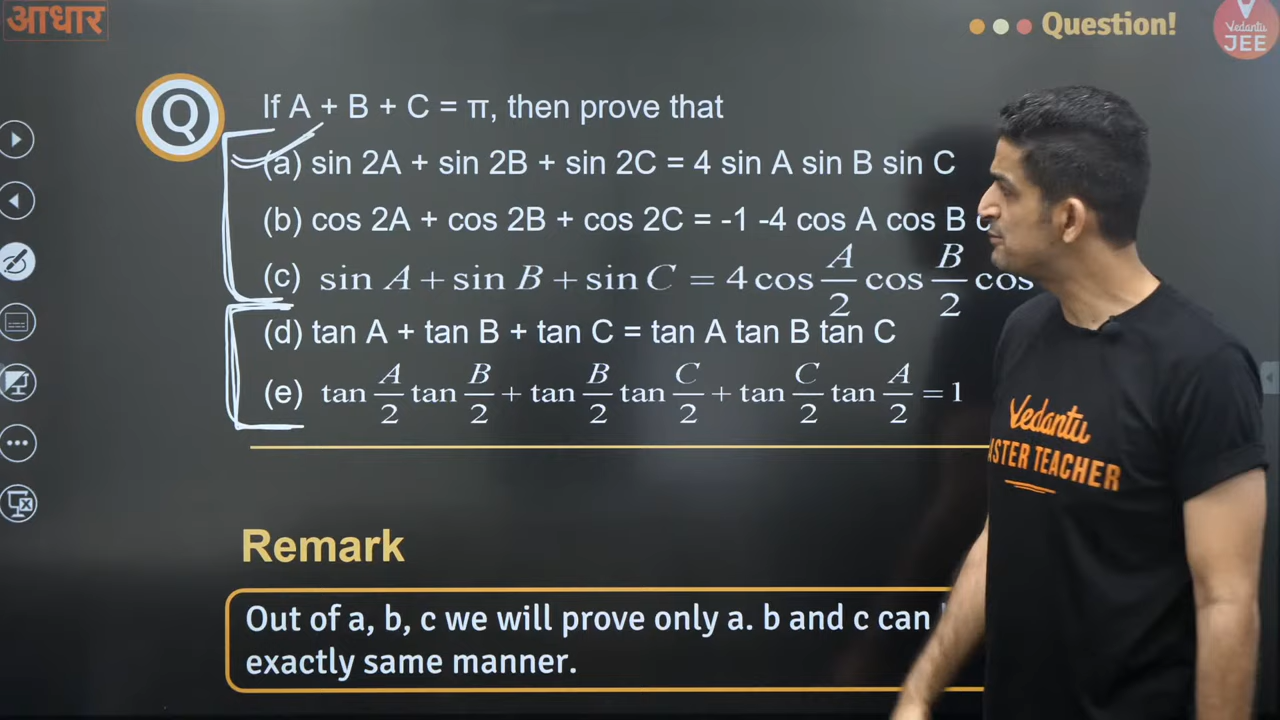 आधार
Question!
Vedantu
JEE
Q
If A + B + C = π, then prove that
(a) sin 2A + sin 2B + sin 2C = 4 sin A sin B sin C
(b) cos 2A + cos 2B + cos 2C = -1 -4 cos A cos B
(c) sin A + sin B + sin C = 4 cos A/2 cos B/2 cos
(d) tan A + tan B + tan C = tan A tan B tan C
(e) tan A/2 tan B/2 + tan B/2 tan C/2 + tan C/2 tan A/2 = 1
Vedantu
ASTER TEACHER
Remark
Out of a, b, c we will prove only a. b and c can
exactly same manner.